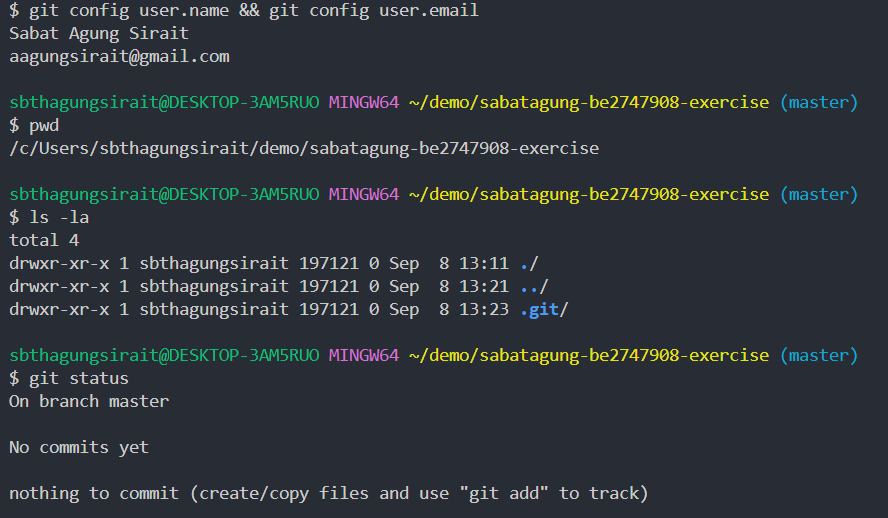 $ git config user.name && git config user.email
Sabat Agung Sirait
aagungsirait@gmail.com
sbthagungsirait@DESKTOP-3AM5RUO MINGW64 ~/demo/sabatagung-be2747908-exercise (master)
$ pwd
/c/Users/sbthagungsirait/demo/sabatagung-be2747908-exercise
sbthagungsirait@DESKTOP-3AM5RUO MINGW64 ~/demo/sabatagung-be2747908-exercise (master)
$ ls -la
total 4
drwxr-xr-x 1 sbthagungsirait 197121 0 Sep  8 13:11 ./
drwxr-xr-x 1 sbthagungsirait 197121 0 Sep  8 13:21 ../
drwxr-xr-x 1 sbthagungsirait 197121 0 Sep  8 13:23 .git/
sbthagungsirait@DESKTOP-3AM5RUO MINGW64 ~/demo/sabatagung-be2747908-exercise (master)
$ git status
On branch master
No commits yet
nothing to commit (create/copy files and use "git add" to track)